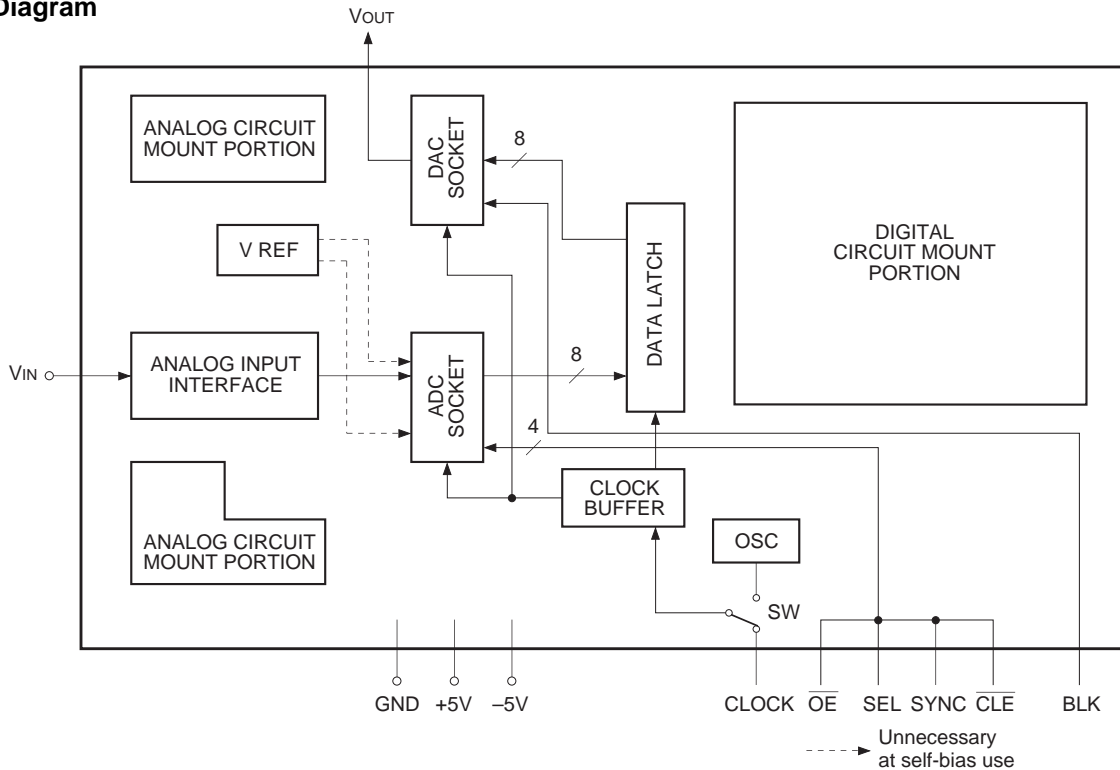 Diagram
VOUT
ANALOG CIRCUIT
MOUNT PORTION
DAC
SOCKET
8
DIGITAL
CIRCUIT MOUNT
PORTION
V REF
DATA LATCH
VIN
ANALOG INPUT
INTERFACE
ADC
SOCKET
8
4
CLOCK
BUFFER
ANALOG CIRCUIT
MOUNT PORTION
OSC
SW
GND +5V –5V
CLOCK OE SEL SYNC CLE BLK
Unnecessary
at self-bias use